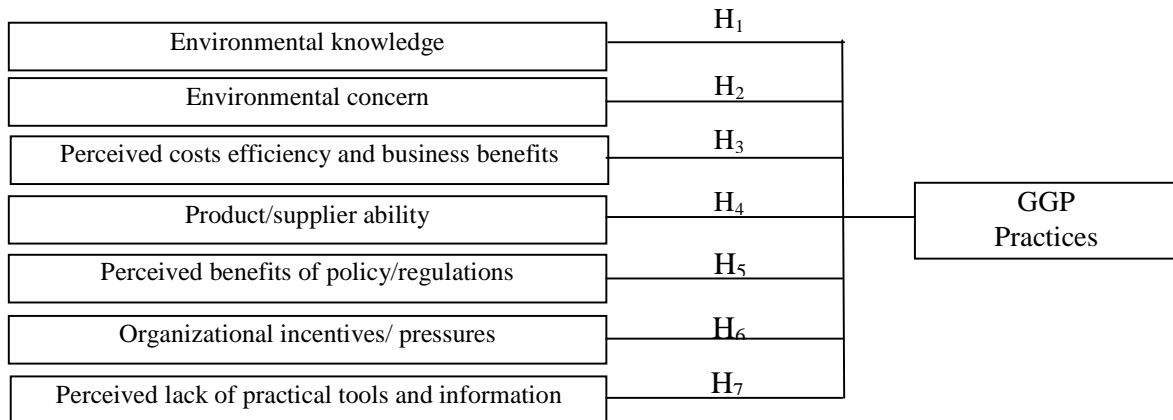 Environmental knowledge
H₁
Environmental concern
H₂
Perceived costs efficiency and business benefits
H₃
Product/supplier ability
H₄
Perceived benefits of policy/regulations
H₅
Organizational incentives/ pressures
H₆
Perceived lack of practical tools and information
H₇
GGP
Practices